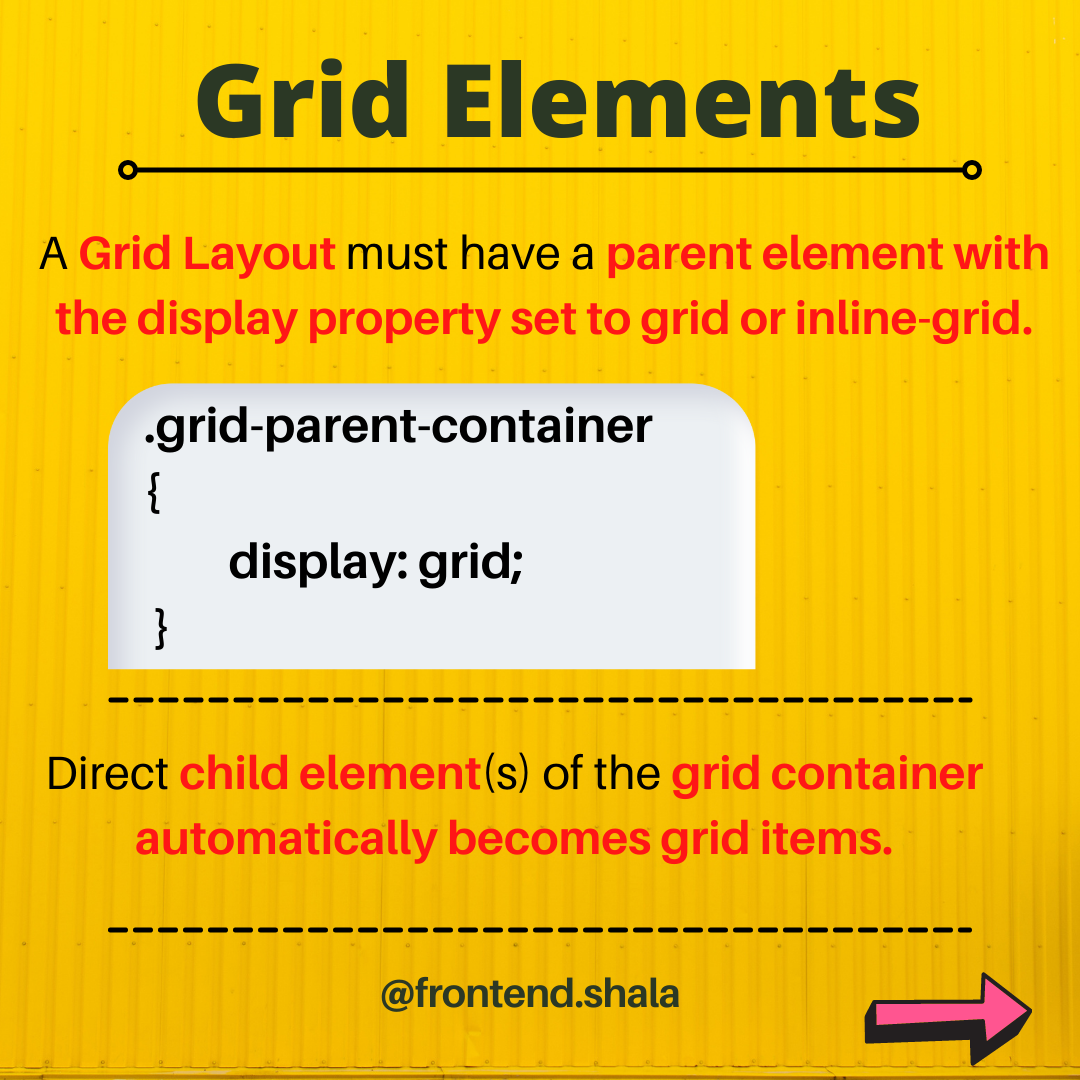 Grid Elements
A Grid Layout must have a parent element with
the display property set to grid or inline-grid.
.grid-parent-container
{
display: grid;
}
Direct child element(s) of the grid container
automatically becomes grid items.
@frontend.shala